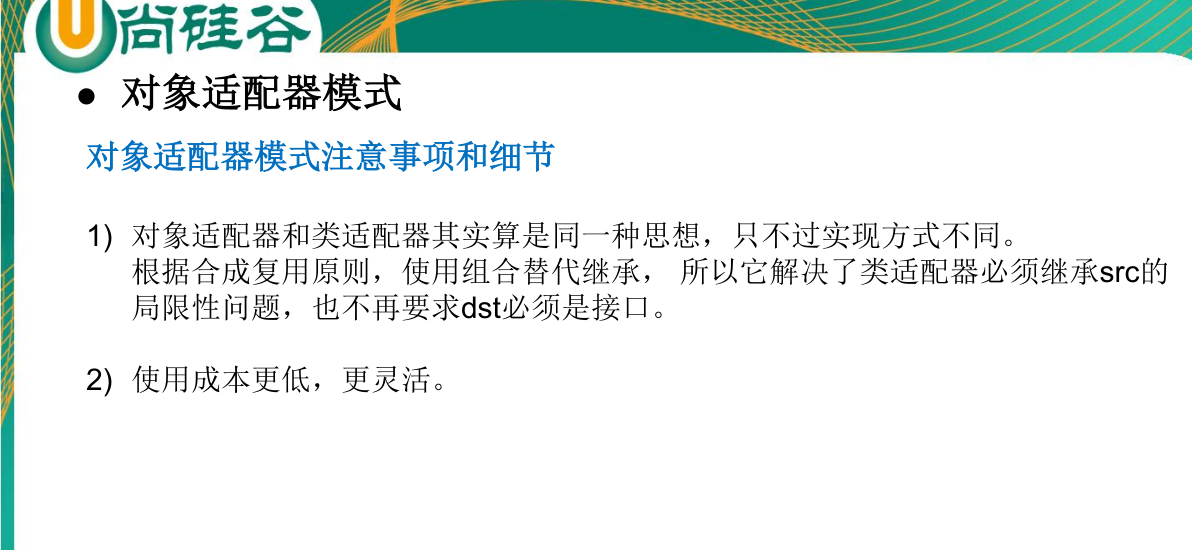 尚硅谷
● 对象适配器模式
对象适配器模式注意事项和细节
1) 对象适配器和类适配器其实算是同一种思想，只不过实现方式不同。
根据合成复用原则，使用组合替代继承， 所以它解决了类适配器必须继承src的
局限性问题，也不再要求dst必须是接口。
2) 使用成本更低，更灵活。